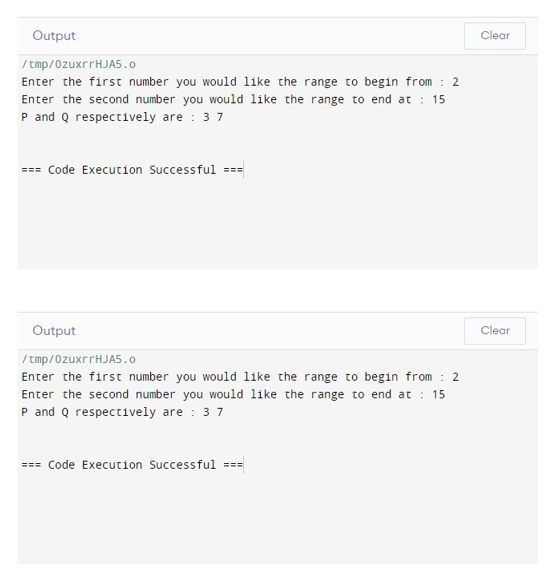 Output
Clear
/tmp/0zuxrrHJA5.o
Enter the first number you would like the range to begin from : 2
Enter the second number you would like the range to end at : 15
P and Q respectively are : 3 7
=== Code Execution Successful ===
Output
Clear
/tmp/0zuxrrHJA5.o
Enter the first number you would like the range to begin from : 2
Enter the second number you would like the range to end at : 15
P and Q respectively are : 3 7
=== Code Execution Successful ===